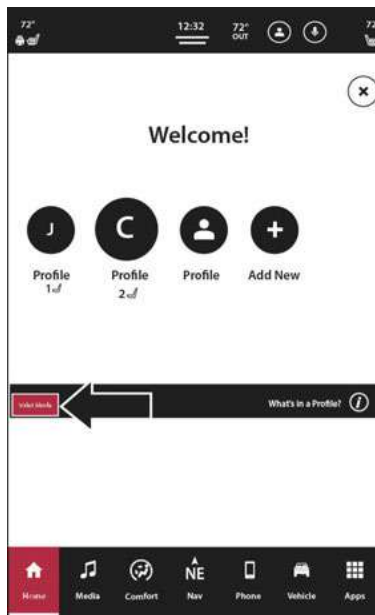 72° 12:32 72° OUT 72
Welcome!
J C +
Profile 1 Profile 2 Profile Add New
Valet Mode What's in a Profile? i
NE
Home Media Comfort Nav Phone Vehicle Apps